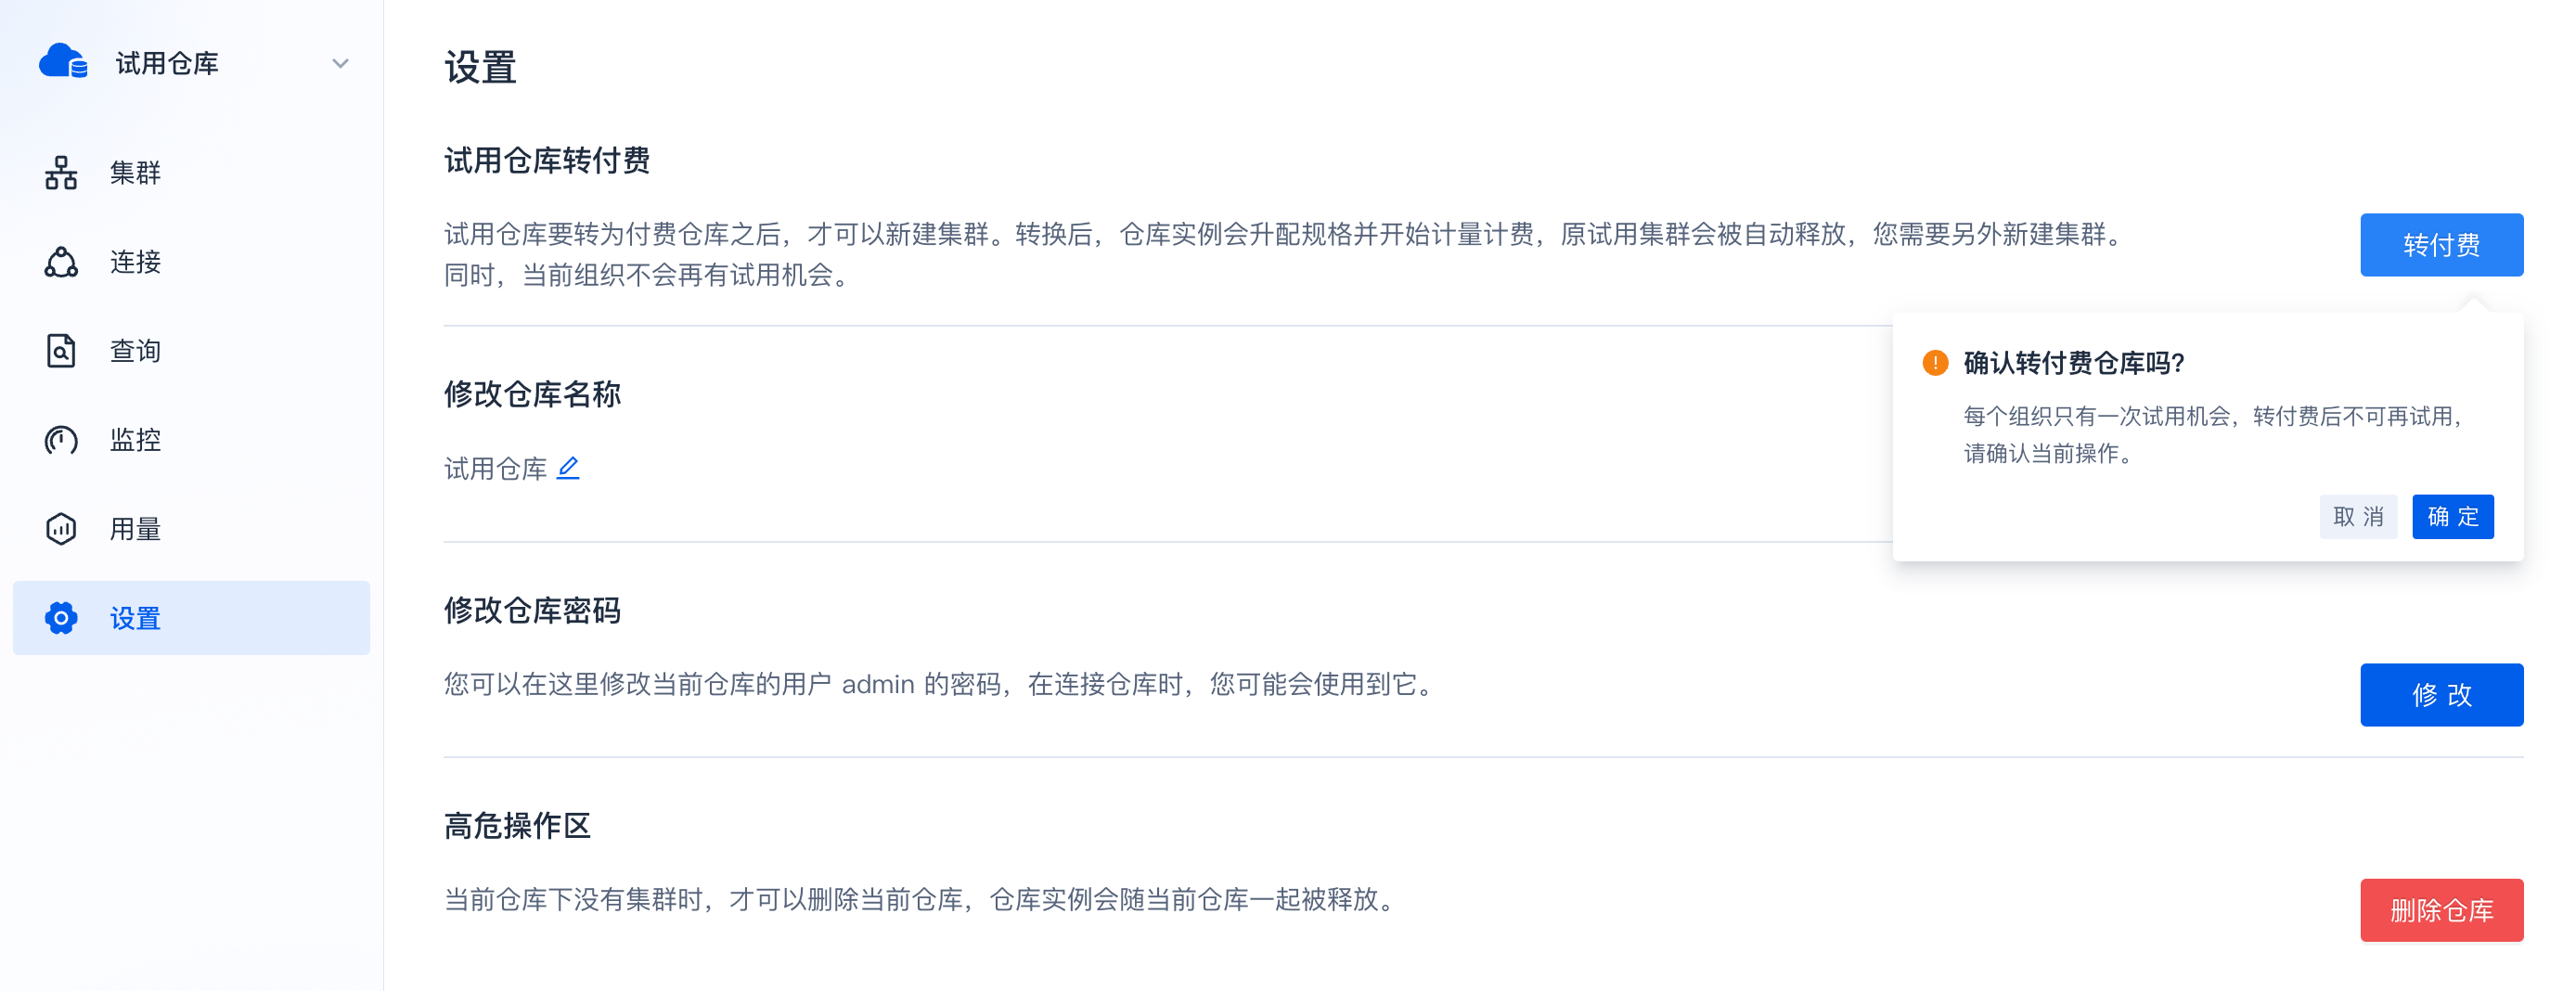 试用仓库
集群
连接
查询
监控
用量
设置
设置
试用仓库转付费
试用仓库要转为付费仓库之后，才可以新建集群。转换后，仓库实例会升配规格并开始计量计费，原试用集群会被自动释放，您需要另外新建集群。
同时，当前组织不会再有试用机会。
转付费
确认转付费仓库吗?
每个组织只有一次试用机会，转付费后不可再试用，
请确认当前操作。
取 消
确 定
修改仓库名称
试用仓库
修改仓库密码
您可以在这里修改当前仓库的用户 admin 的密码，在连接仓库时，您可能会使用到它。
修 改
高危操作区
当前仓库下没有集群时，才可以删除当前仓库，仓库实例会随当前仓库一起被释放。
删除仓库